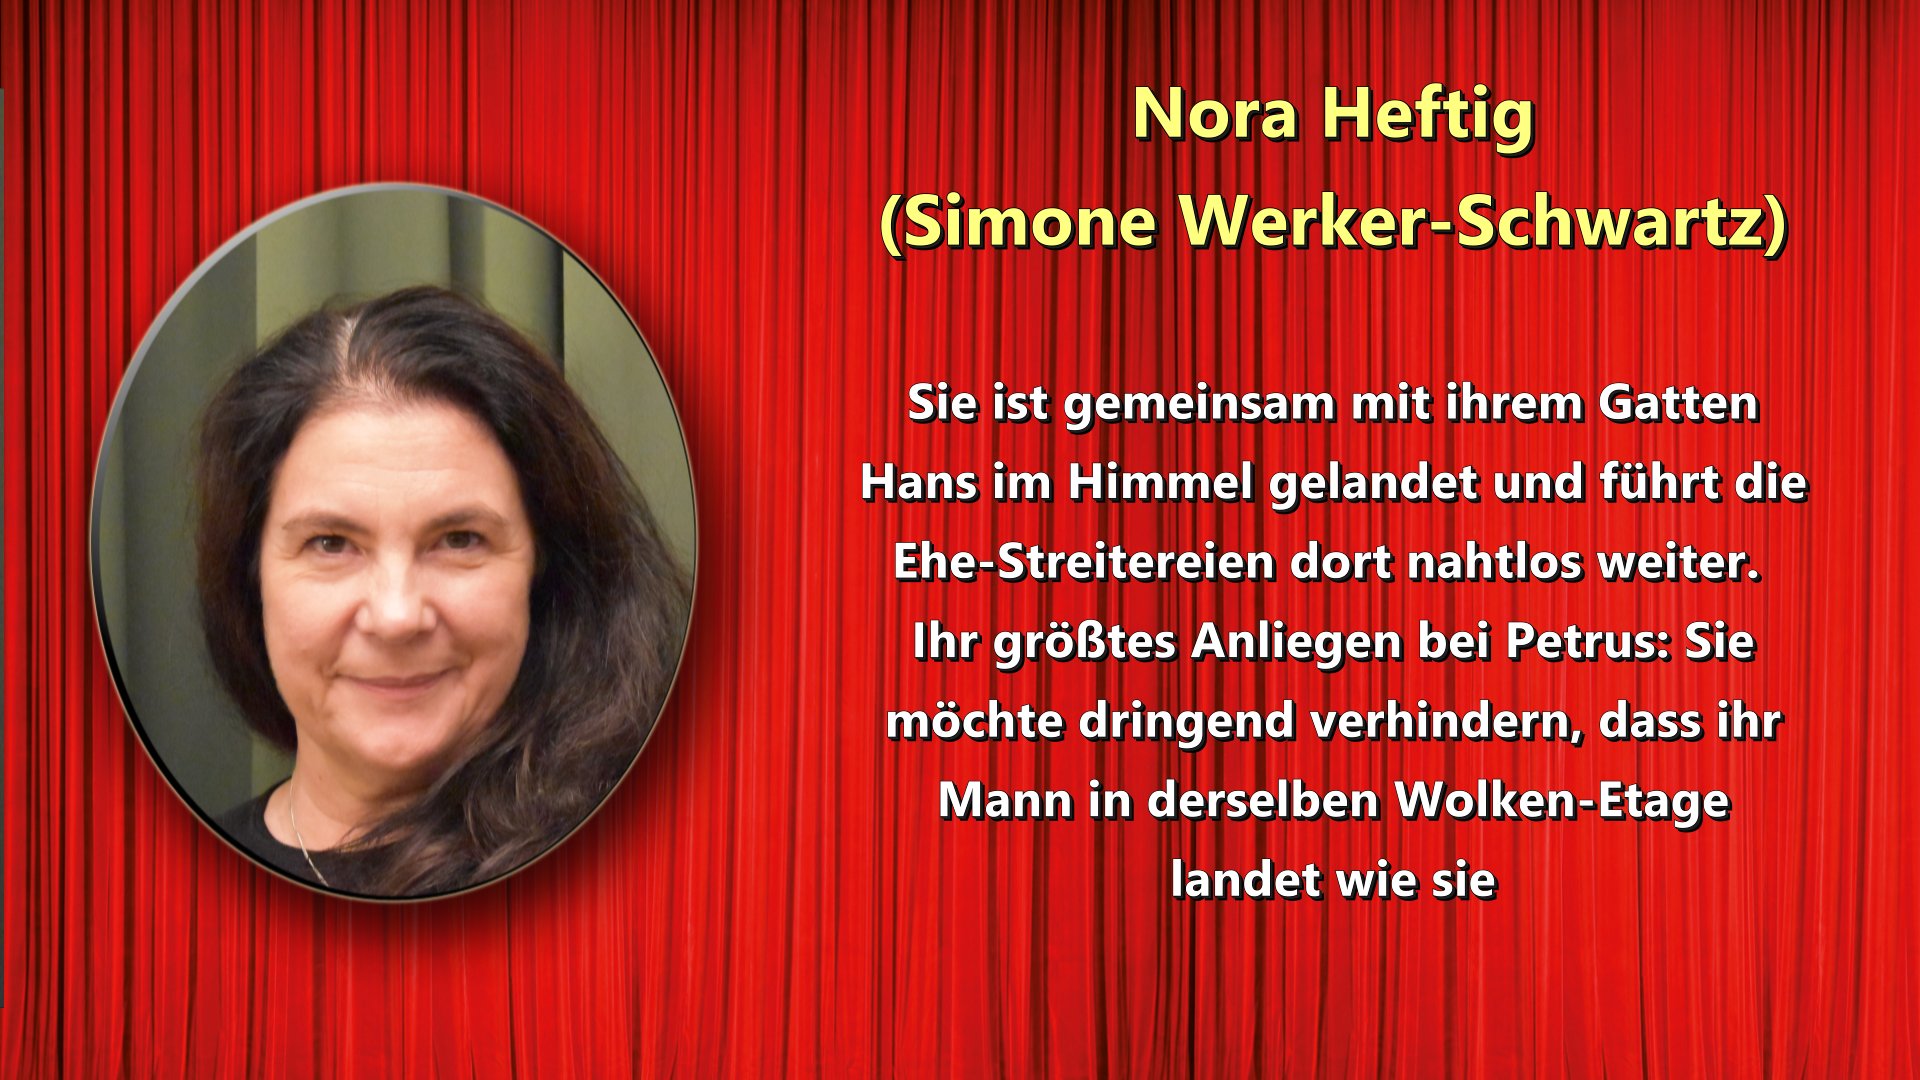 Nora Heftig
(Simone Werker-Schwartz)
Sie ist gemeinsam mit ihrem Gatten
Hans im Himmel gelandet und führt die
Ehe-Streitereien dort nahtlos weiter.
Ihr größtes Anliegen bei Petrus: Sie
möchte dringend verhindern, dass ihr
Mann in derselben Wolken-Etage
landet wie sie